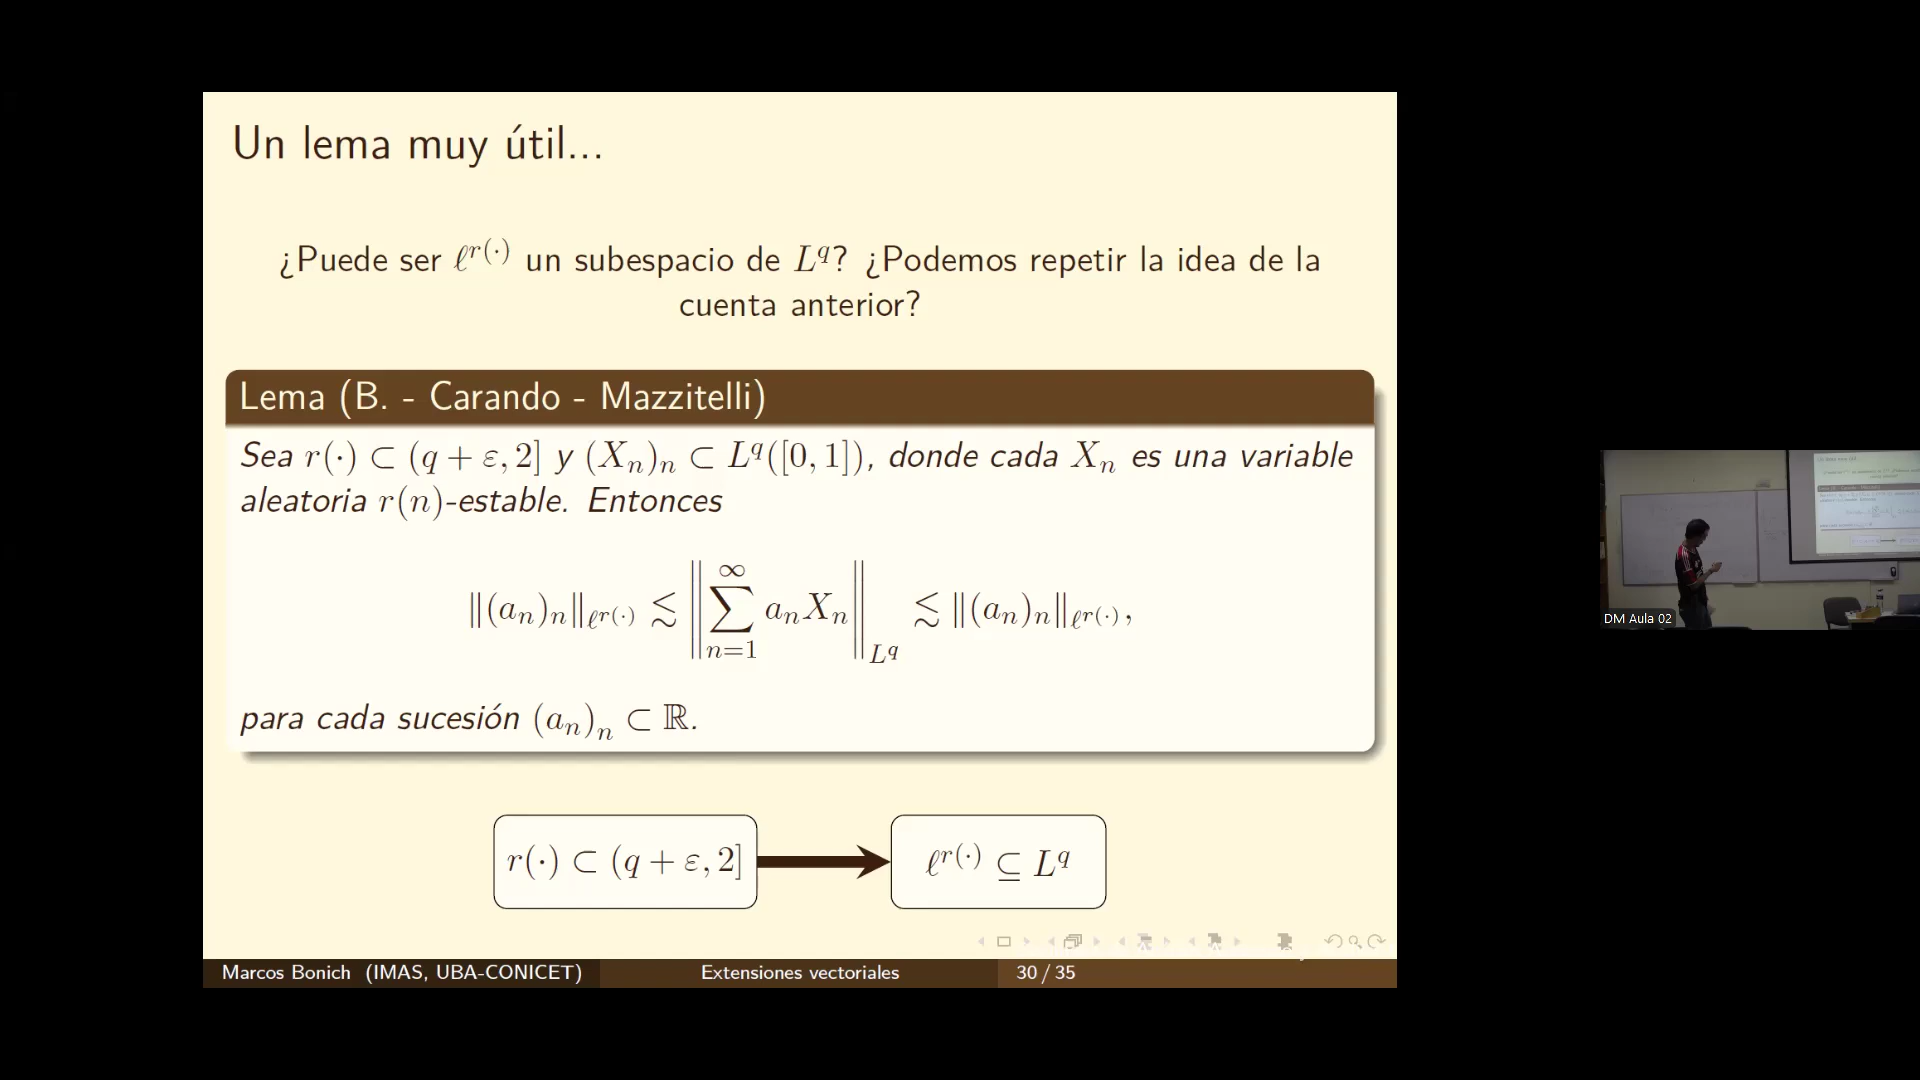 Un lema muy útil...
¿Puede ser ℓ^{r(·)} un subespacio de L^q? ¿Podemos repetir la idea de la
cuenta anterior?
Lema (B. - Carando - Mazzitelli)
Sea r(·) ⊂ (q + ε, 2] y (X_n)_n ⊂ L^q([0, 1]), donde cada X_n es una variable
aleatoria r(n)-estable. Entonces
‖(a_n)_n‖_{ℓ^{r(·)}} ≲ ‖∑_{n=1}^{∞} a_n X_n‖_{L^q} ≲ ‖(a_n)_n‖_{ℓ^{r(·)}},
para cada sucesión (a_n)_n ⊂ ℝ.
r(·) ⊂ (q + ε, 2]
ℓ^{r(·)} ⊆ L^q
Marcos Bonich (IMAS, UBA-CONICET)
Extensiones vectoriales
30 / 35
DM Aula 02